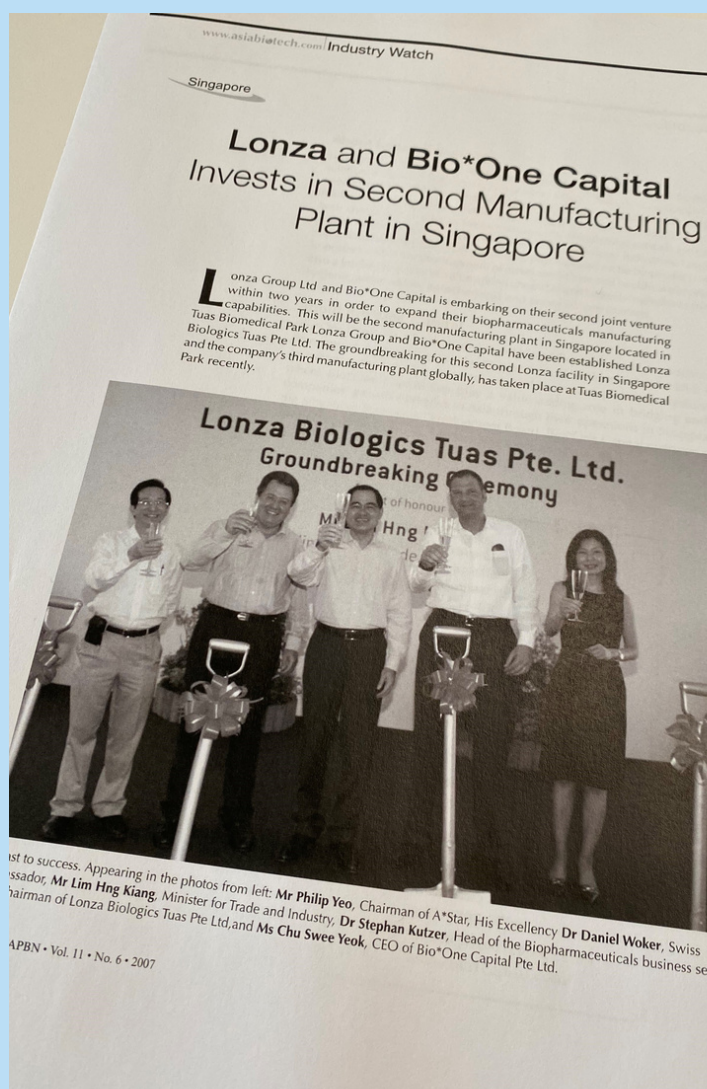 www.asiabiotech.com Industry Watch
Singapore
Lonza and Bio*One Capital
Invests in Second Manufacturing
Plant in Singapore
Lonza Group Ltd and Bio*One Capital is embarking on their second joint venture
within two years in order to expand their biopharmaceuticals manufacturing
capabilities. This will be the second manufacturing plant in Singapore located in
Tuas Biomedical Park Lonza Group and Bio*One Capital have been established Lonza
Biologics Tuas Pte Ltd. The groundbreaking for this second Lonza facility in Singapore
and the company's third manufacturing plant globally, has taken place at Tuas Biomedical
Park recently.
Lonza Biologics Tuas Pte. Ltd.
Groundbreaking
of honour
Hng
to success. Appearing in the photos from left: Mr Philip Yeo, Chairman of A*Star, His Excellency Dr Daniel Woker, Swiss
Mr Lim Hng Kiang, Minister for Trade and Industry, Dr Stephan Kutzer, Head of the Biopharmaceuticals business
of Lonza Biologics Tuas Pte Ltd,and Ms Chu Swee Yeok, CEO of Bio*One Capital Pte Ltd.
APBN • Vol. 11 • No. 6 • 2007